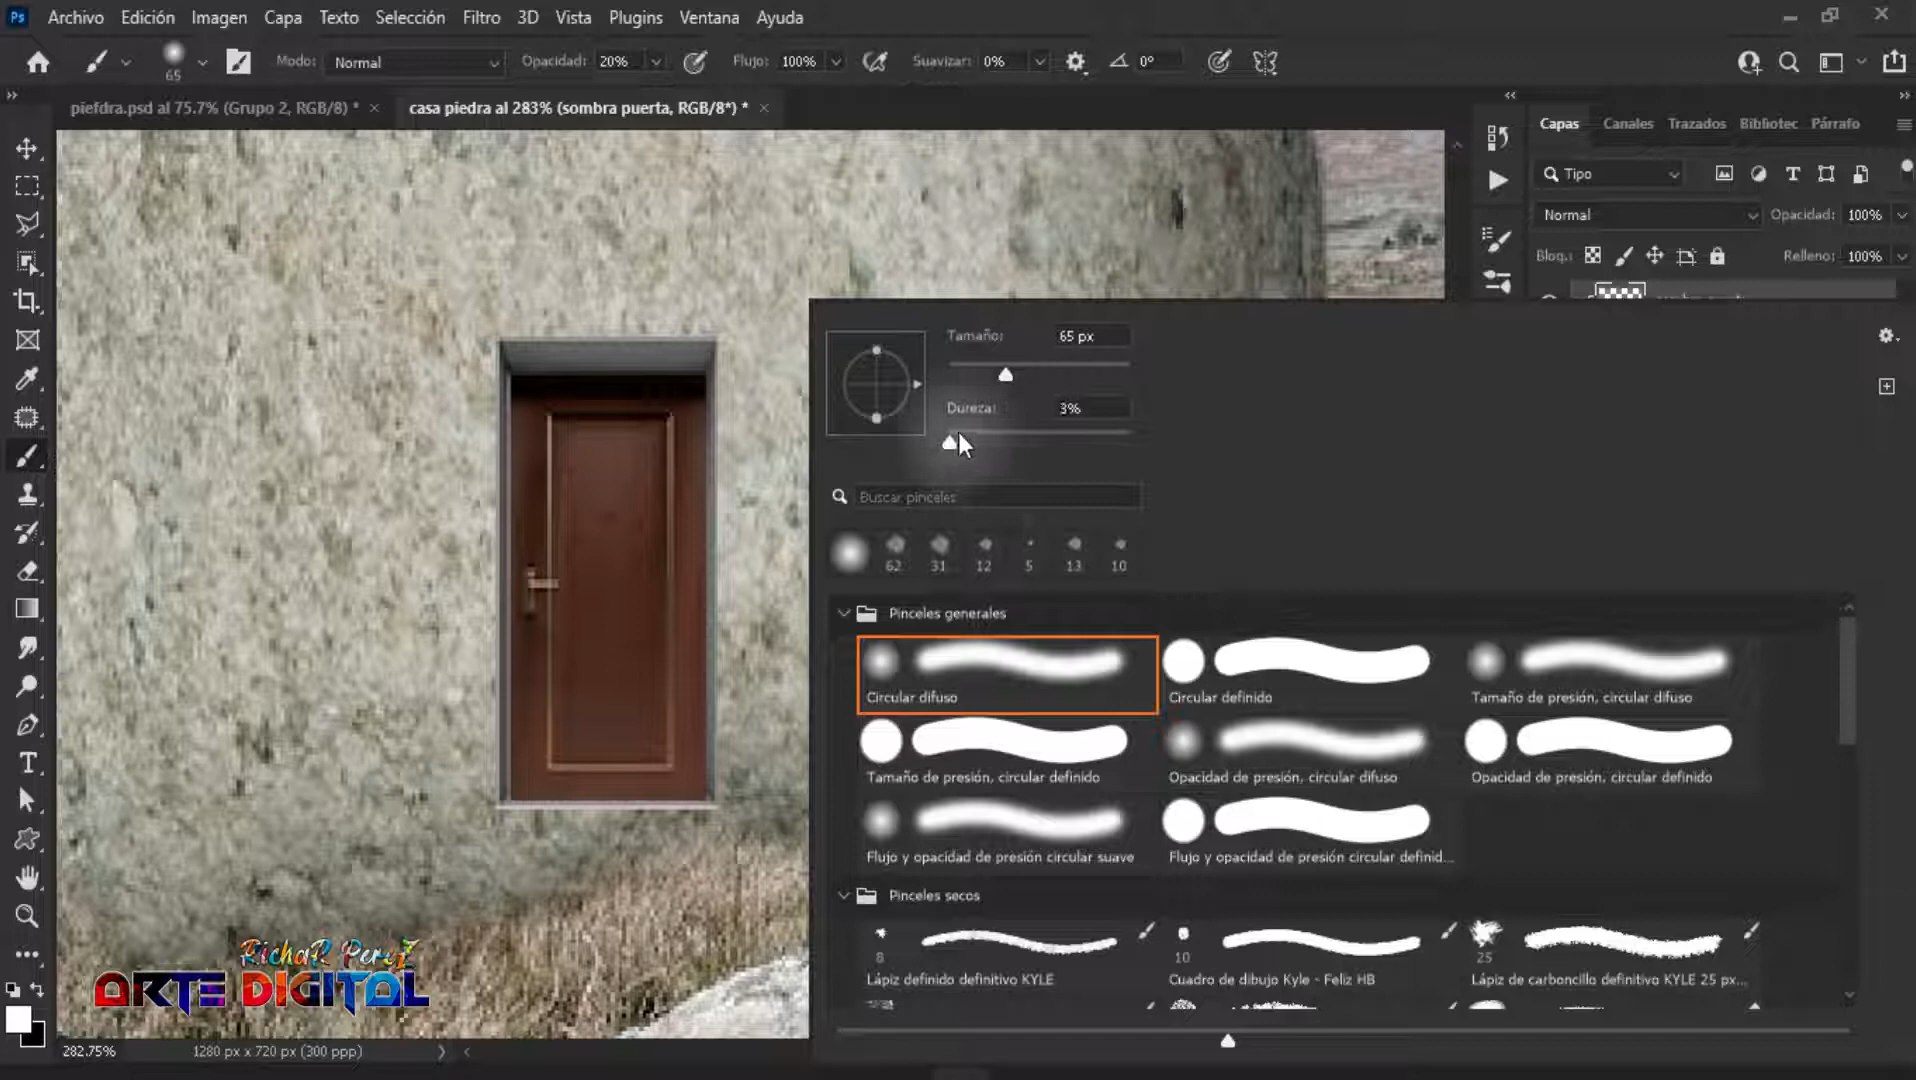 Ps Archivo Edición Imagen Capa Texto Selección Filtro 3D Vista Plugins Ventana Ayuda
65 Modo: Normal Opacidad: 20% Flujo: 100% Suavizar: 0% 0°
piefdra.psd al 75.7% (Grupo 2, RGB/8) * × casa piedra al 283% (sombra puerta, RGB/8*) * ×
Capas Canales Trazados Bibliotec Párrafo
Tipo
Normal Opacidad: 100%
Bloq.: Relleno: 100%
Tamaño: 65 px
Dureza: 3%
Buscar pinceles
62 31 12 5 13 10
Pinceles generales
Circular difuso Circular definido Tamaño de presión, circular difuso
Tamaño de presión, circular definido Opacidad de presión, circular difuso Opacidad de presión, circular definido
Flujo y opacidad de presión circular suave Flujo y opacidad de presión circular definid...
Pinceles secos
8 10 25
Lápiz definido definitivo KYLE Cuadro de dibujo Kyle - Feliz HB Lápiz de carboncillo definitivo KYLE 25 px...
RichaR Perez
ARTE DIGITAL
282.75% 1280 px x 720 px (300 ppp)